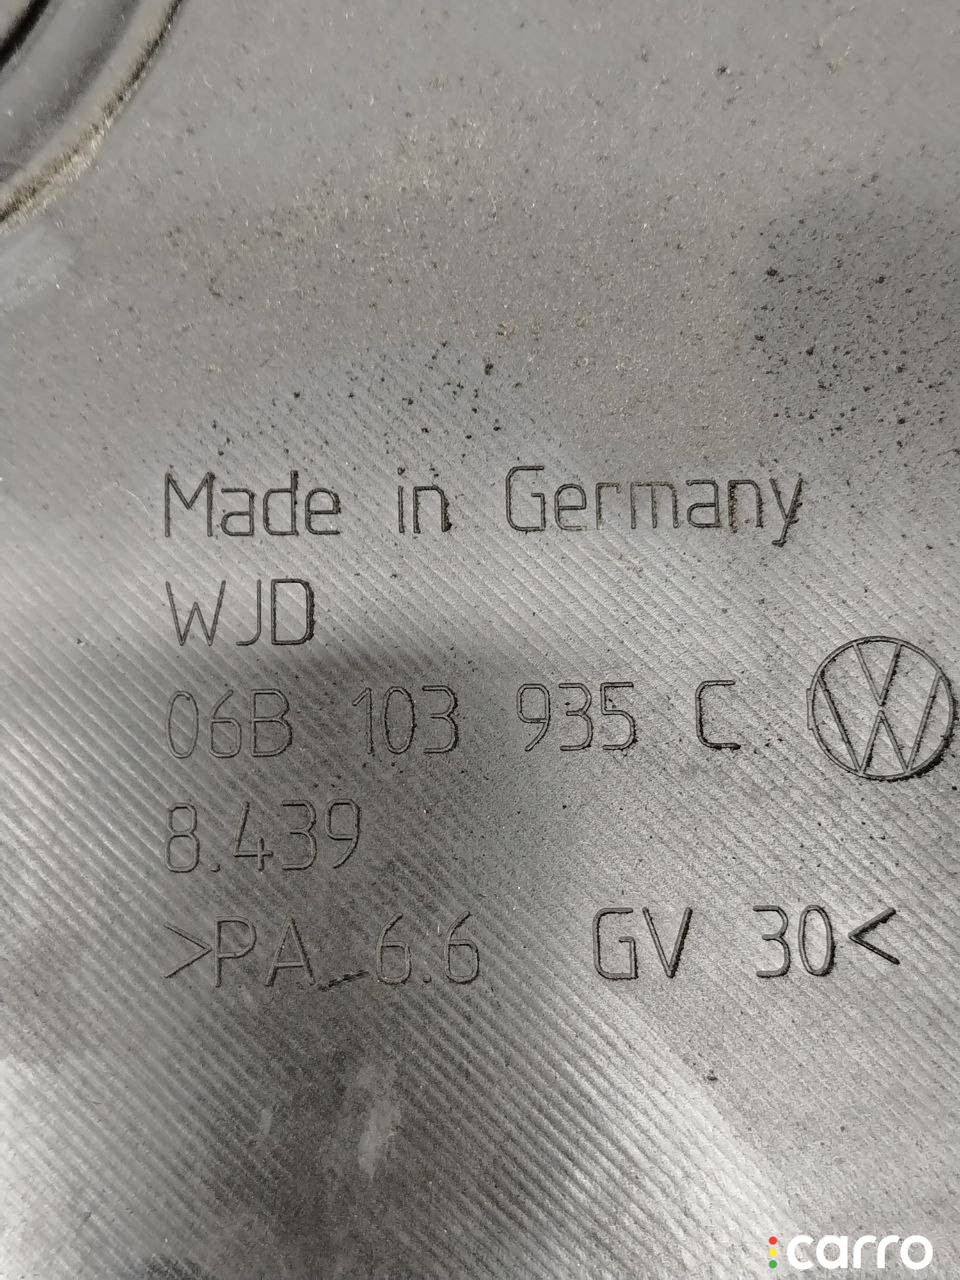 Made in Germany
WJD
06B 103 935 C
8.439
>PA 6.6 GV 30<
carro